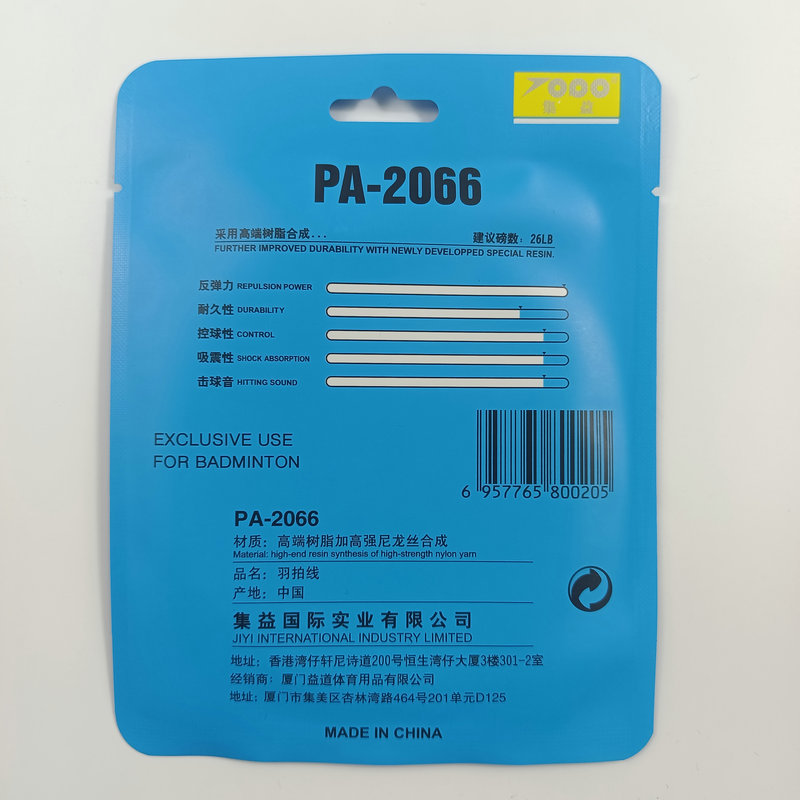 7000
集益
PA-2066
采用高端树脂合成... 建议磅数: 26LB
FURTHER IMPROVED DURABILITY WITH NEWLY DEVELOPPED SPECIAL RESIN.
反弹力 REPULSION POWER
耐久性 DURABILITY
控球性 CONTROL
吸震性 SHOCK ABSORPTION
击球音 HITTING SOUND
EXCLUSIVE USE
FOR BADMINTON
6 957765 800205
PA-2066
材质：高端树脂加高强尼龙丝合成
Material: high-end resin synthesis of high-strength nylon yarn
品名：羽拍线
产地：中国
集益国际实业有限公司
JIYI INTERNATIONAL INDUSTRY LIMITED
地址：香港湾仔轩尼诗道200号恒生湾仔大厦3楼301-2室
经销商：厦门益道体育用品有限公司
地址：厦门市集美区杏林湾路464号201单元D125
MADE IN CHINA